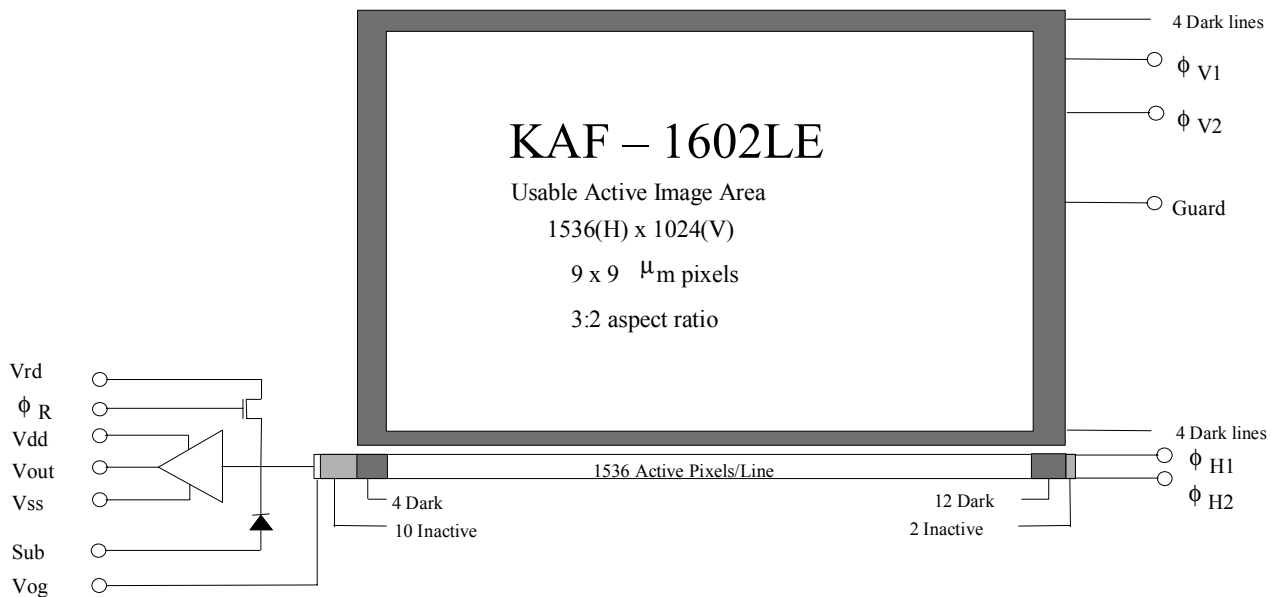 4 Dark lines
ϕ V1
ϕ V2
KAF – 1602LE
Usable Active Image Area
1536(H) x 1024(V)
9 x 9 μm pixels
3:2 aspect ratio
Guard
Vrd
ϕ R
Vdd
Vout
Vss
Sub
Vog
4 Dark lines
ϕ H1
ϕ H2
1536 Active Pixels/Line
4 Dark
12 Dark
10 Inactive
2 Inactive